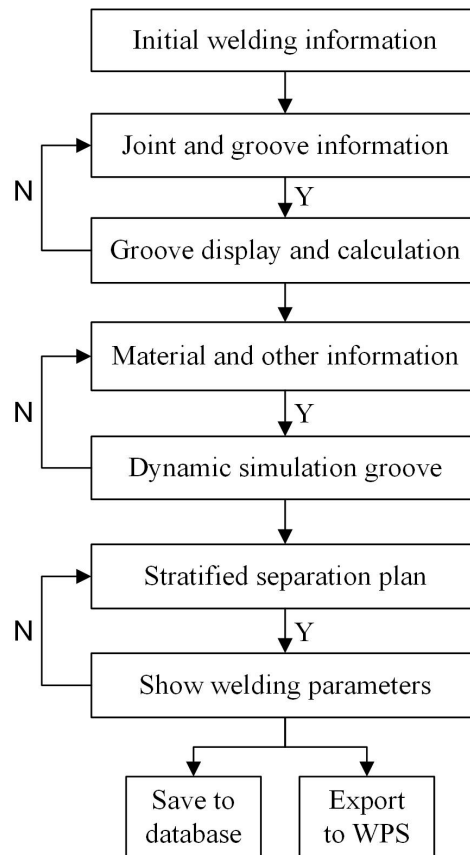 Initial welding information
Joint and groove information
N
Y
Groove display and calculation
Material and other information
N
Y
Dynamic simulation groove
Stratified separation plan
N
Y
Show welding parameters
Save to
database
Export
to WPS